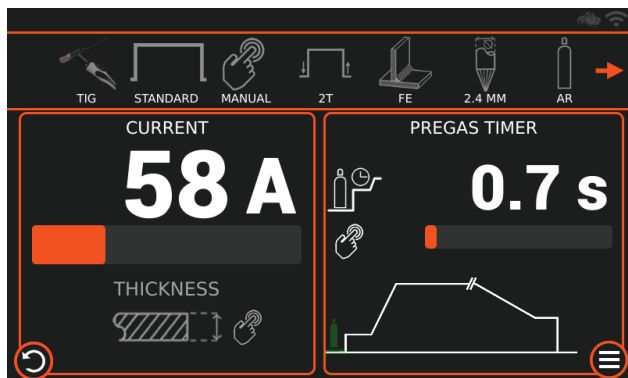 TIG STANDARD MANUAL 2T FE 2.4 MM AR
CURRENT
58 A
THICKNESS
PREGAS TIMER
0.7 s